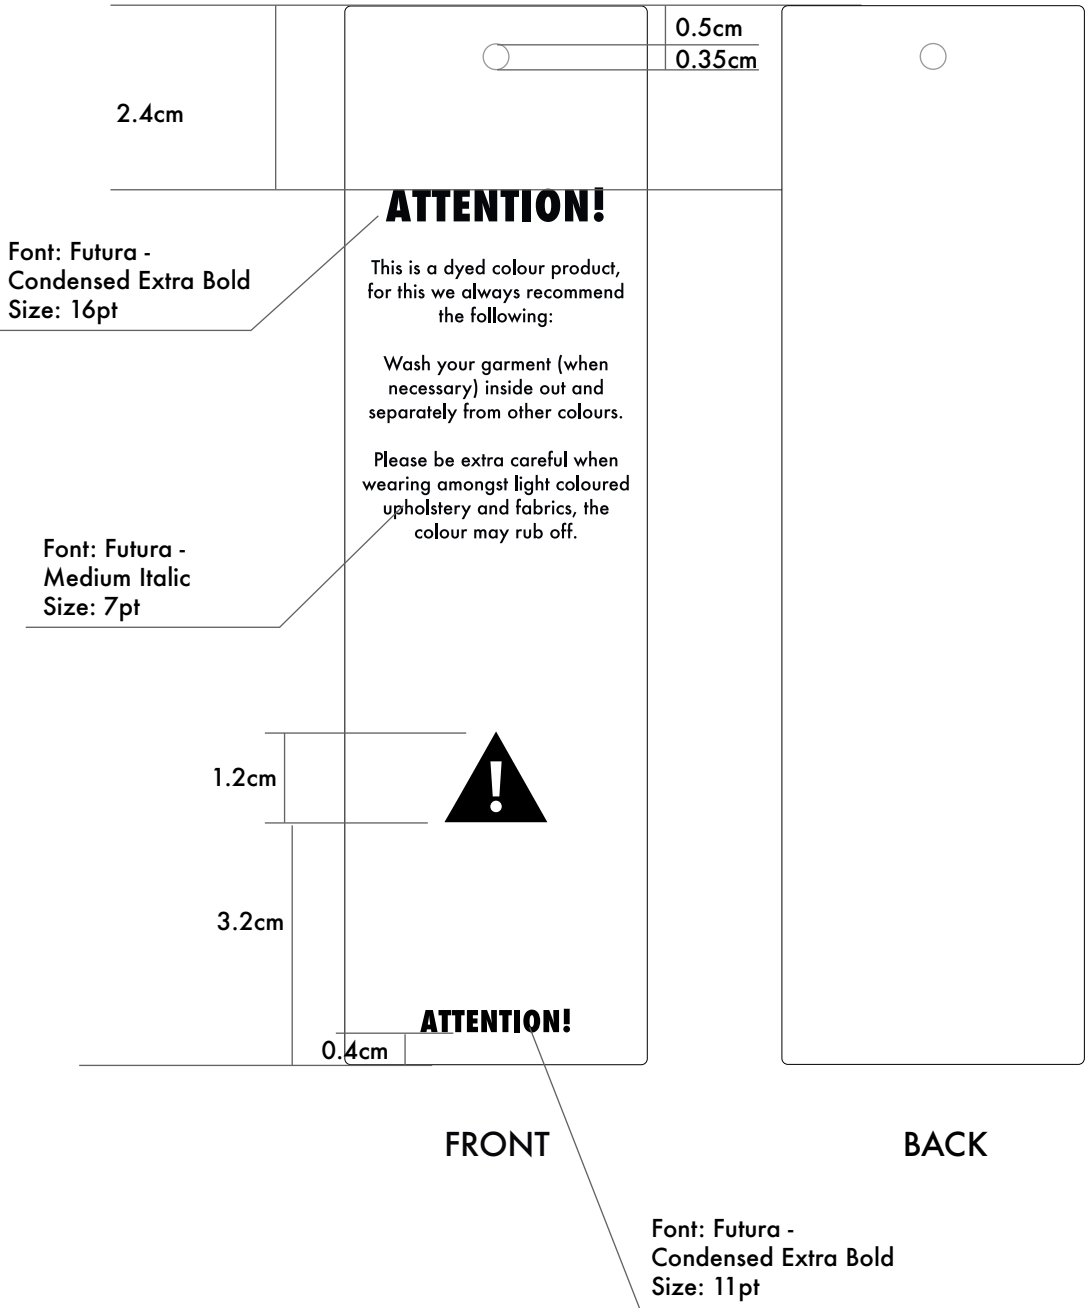 0.5cm
0.35cm
2.4cm
ATTENTION!
Font: Futura -
Condensed Extra Bold
Size: 16pt
This is a dyed colour product,
for this we always recommend
the following:
Wash your garment (when
necessary) inside out and
separately from other colours.
Please be extra careful when
wearing amongst light coloured
upholstery and fabrics, the
colour may rub off.
Font: Futura -
Medium Italic
Size: 7pt
1.2cm
!
3.2cm
ATTENTION!
0.4cm
FRONT
BACK
Font: Futura -
Condensed Extra Bold
Size: 11pt